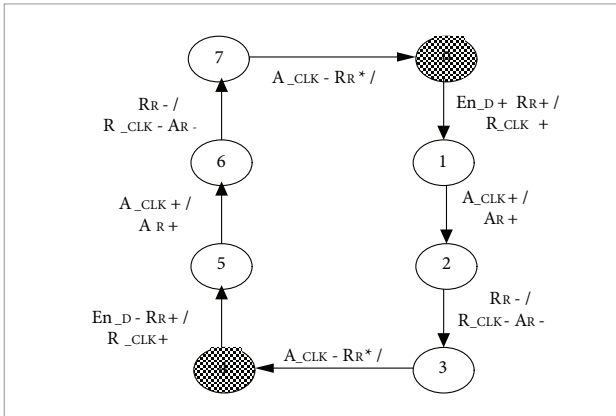 7
A_CLK - RR* /
En_D + RR+ /
R_CLK +
1
A_CLK+ /
AR +
2
RR - /
R_CLK- AR -
3
A_CLK - RR* /
En_D - RR+ /
R_CLK+
5
A_CLK + /
A R +
6
RR - /
R_CLK - AR -